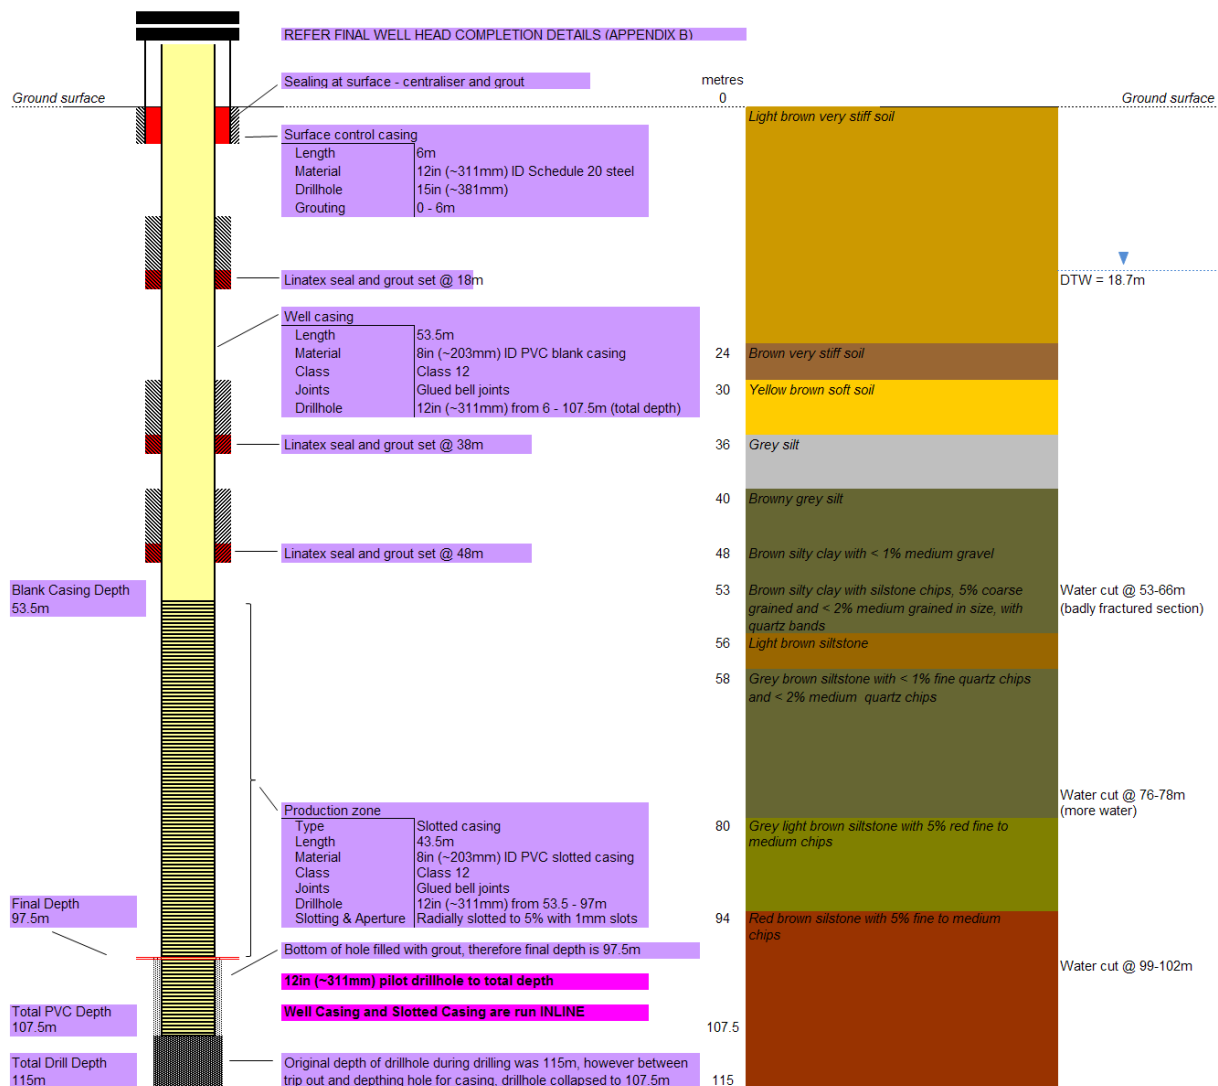 REFER FINAL WELL HEAD COMPLETION DETAILS (APPENDIX B)
Sealing at surface - centraliser and grout
metres
Ground surface
0
Ground surface
Surface control casing
Length 6m
Material 12in (~311mm) ID Schedule 20 steel
Drillhole 15in (~381mm)
Grouting 0 - 6m
Light brown very stiff soil
Linatex seal and grout set @ 18m
DTW = 18.7m
Well casing
Length 53.5m
Material 8in (~203mm) ID PVC blank casing
Class Class 12
Joints Glued bell joints
Drillhole 12in (~311mm) from 6 - 107.5m (total depth)
24 Brown very stiff soil
30 Yellow brown soft soil
Linatex seal and grout set @ 38m
36 Grey silt
40 Browny grey silt
Linatex seal and grout set @ 48m
48 Brown silty clay with < 1% medium gravel
Blank Casing Depth
53.5m
53 Brown silty clay with silstone chips, 5% coarse
grained and < 2% medium grained in size, with
quartz bands
Water cut @ 53-66m
(badly fractured section)
56 Light brown siltstone
58 Grey brown siltstone with < 1% fine quartz chips
and < 2% medium quartz chips
Water cut @ 76-78m
(more water)
Production zone
Type Slotted casing
Length 43.5m
Material 8in (~203mm) ID PVC slotted casing
Class Class 12
Joints Glued bell joints
Drillhole 12in (~311mm) from 53.5 - 97m
Slotting & Aperture Radially slotted to 5% with 1mm slots
80 Grey light brown siltstone with 5% red fine to
medium chips
Final Depth
97.5m
94 Red brown silstone with 5% fine to medium
chips
Bottom of hole filled with grout, therefore final depth is 97.5m
Water cut @ 99-102m
12in (~311mm) pilot drillhole to total depth
Total PVC Depth
107.5m
Well Casing and Slotted Casing are run INLINE
107.5
Total Drill Depth
115m
Original depth of drillhole during drilling was 115m, however between
trip out and depthing hole for casing, drillhole collapsed to 107.5m
115